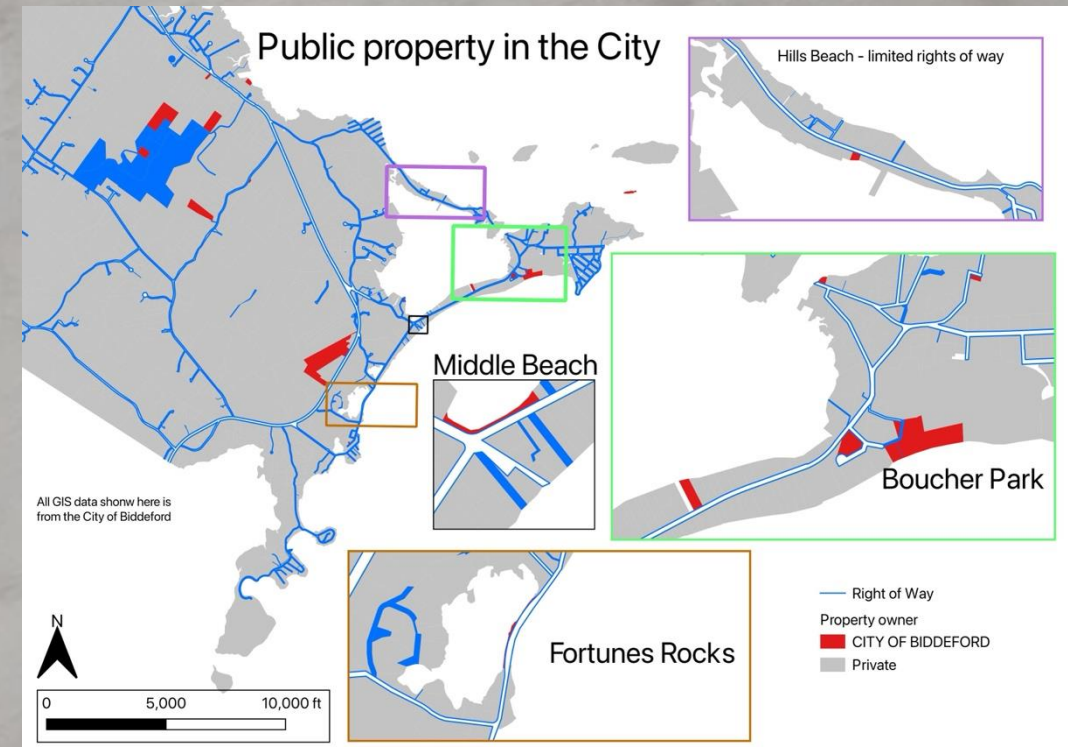 Public property in the City
Hills Beach - limited rights of way
Middle Beach
Boucher Park
All GIS data shonw here is
from the City of Biddeford
Fortunes Rocks
Right of Way
Property owner
CITY OF BIDDEFORD
Private
N
0 5,000 10,000 ft